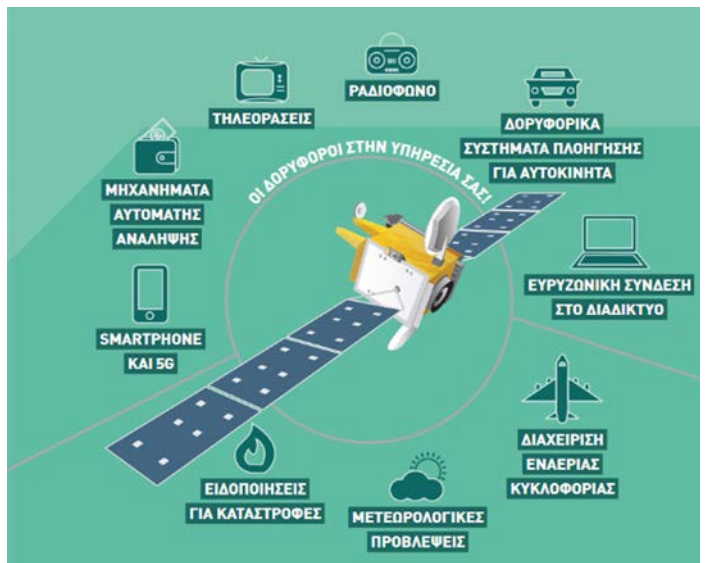 ΟΙ ΔΟΡΥΦΟΡΟΙ ΣΤΗΝ ΥΠΗΡΕΣΙΑ ΣΑΣ!
ΡΑΔΙΟΦΩΝΟ
ΔΟΡΥΦΟΡΙΚΑ
ΣΥΣΤΗΜΑΤΑ ΠΛΟΗΓΗΣΗΣ
ΓΙΑ ΑΥΤΟΚΙΝΗΤΑ
ΕΥΡΥΖΩΝΙΚΗ ΣΥΝΔΕΣΗ
ΣΤΟ ΔΙΑΔΙΚΤΥΟ
ΔΙΑΧΕΙΡΙΣΗ
ΕΝΑΕΡΙΑΣ
ΚΥΚΛΟΦΟΡΙΑΣ
ΜΕΤΕΩΡΟΛΟΓΙΚΕΣ
ΠΡΟΒΛΕΨΕΙΣ
ΕΙΔΟΠΟΙΗΣΕΙΣ
ΓΙΑ ΚΑΤΑΣΤΡΟΦΕΣ
SMARTPHONE
ΚΑΙ 5G
ΜΗΧΑΝΗΜΑΤΑ
ΑΥΤΟΜΑΤΗΣ
ΑΝΑΛΗΨΗΣ
ΤΗΛΕΟΡΑΣΕΙΣ